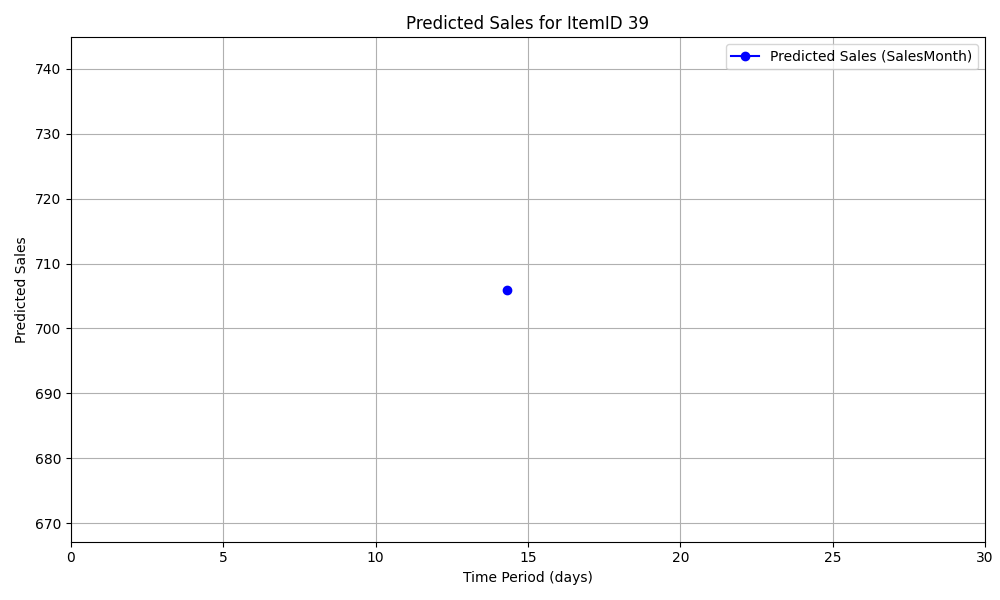 Predicted Sales for ItemID 39
Predicted Sales (SalesMonth)
Predicted Sales
740
730
720
710
700
690
680
670
0 5 10 15 20 25 30
Time Period (days)